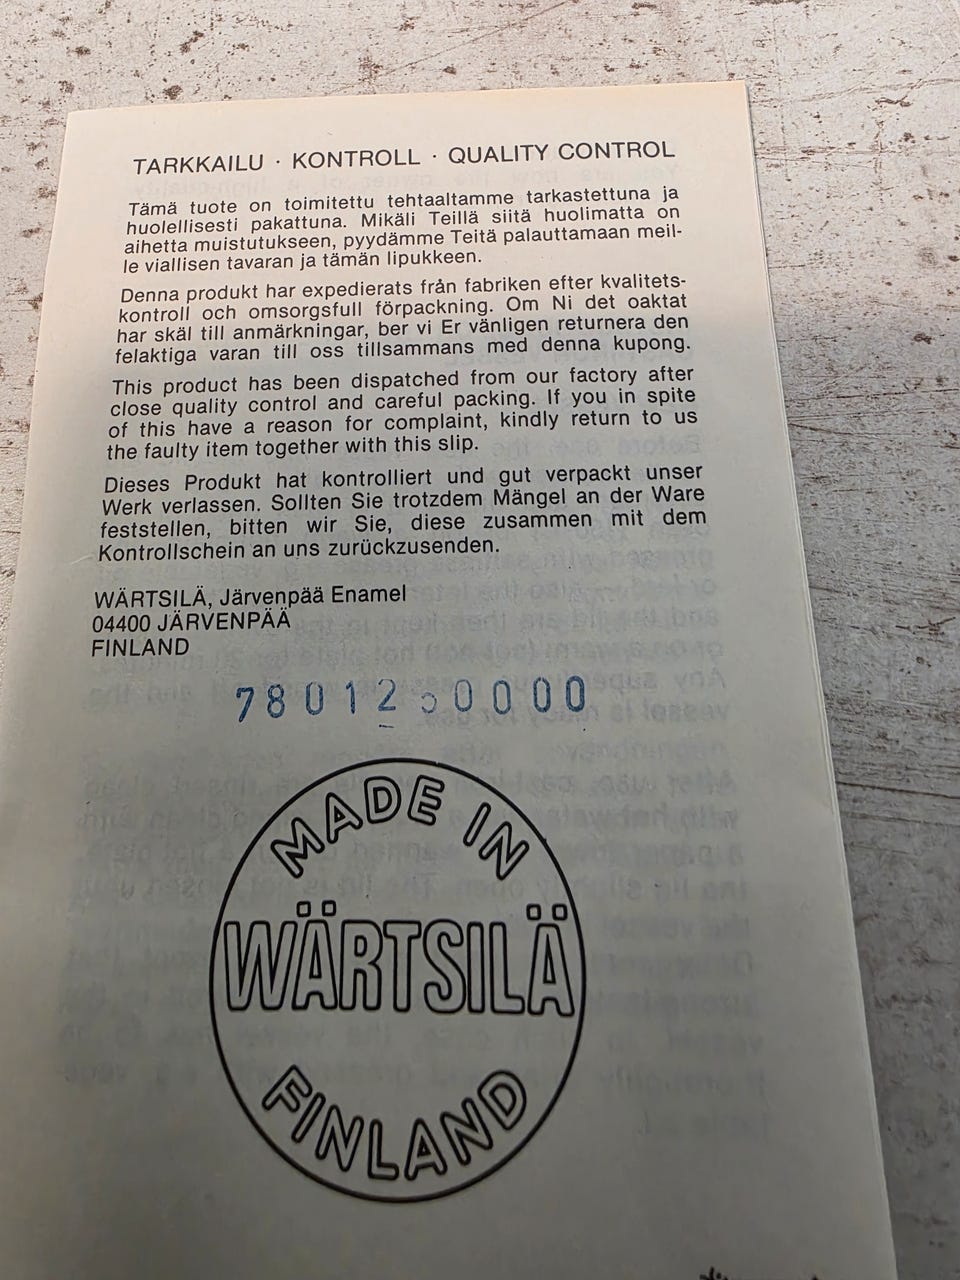 TARKKAILU · KONTROLL · QUALITY CONTROL
Tämä tuote on toimitettu tehtaaltamme tarkastettuna ja
huolellisesti pakattuna. Mikäli Teillä siitä huolimatta on
aihetta muistutukseen, pyydämme Teitä palauttamaan meil-
le viallisen tavaran ja tämän lipukkeen.
Denna produkt har expedierats från fabriken efter kvalitets-
kontroll och omsorgsfull förpackning. Om Ni det oaktat
har skäl till anmärkningar, ber vi Er vänligen returnera den
felaktiga varan till oss tillsammans med denna kupong.
This product has been dispatched from our factory after
close quality control and careful packing. If you in spite
of this have a reason for complaint, kindly return to us
the faulty item together with this slip.
Dieses Produkt hat kontrolliert und gut verpackt unser
Werk verlassen. Sollten Sie trotzdem Mängel an der Ware
feststellen, bitten wir Sie, diese zusammen mit dem
Kontrollschein an uns zurückzusenden.
WÄRTSILÄ, Järvenpää Enamel
04400 JÄRVENPÄÄ
FINLAND
MADE IN
WÄRTSILÄ
FINLAND